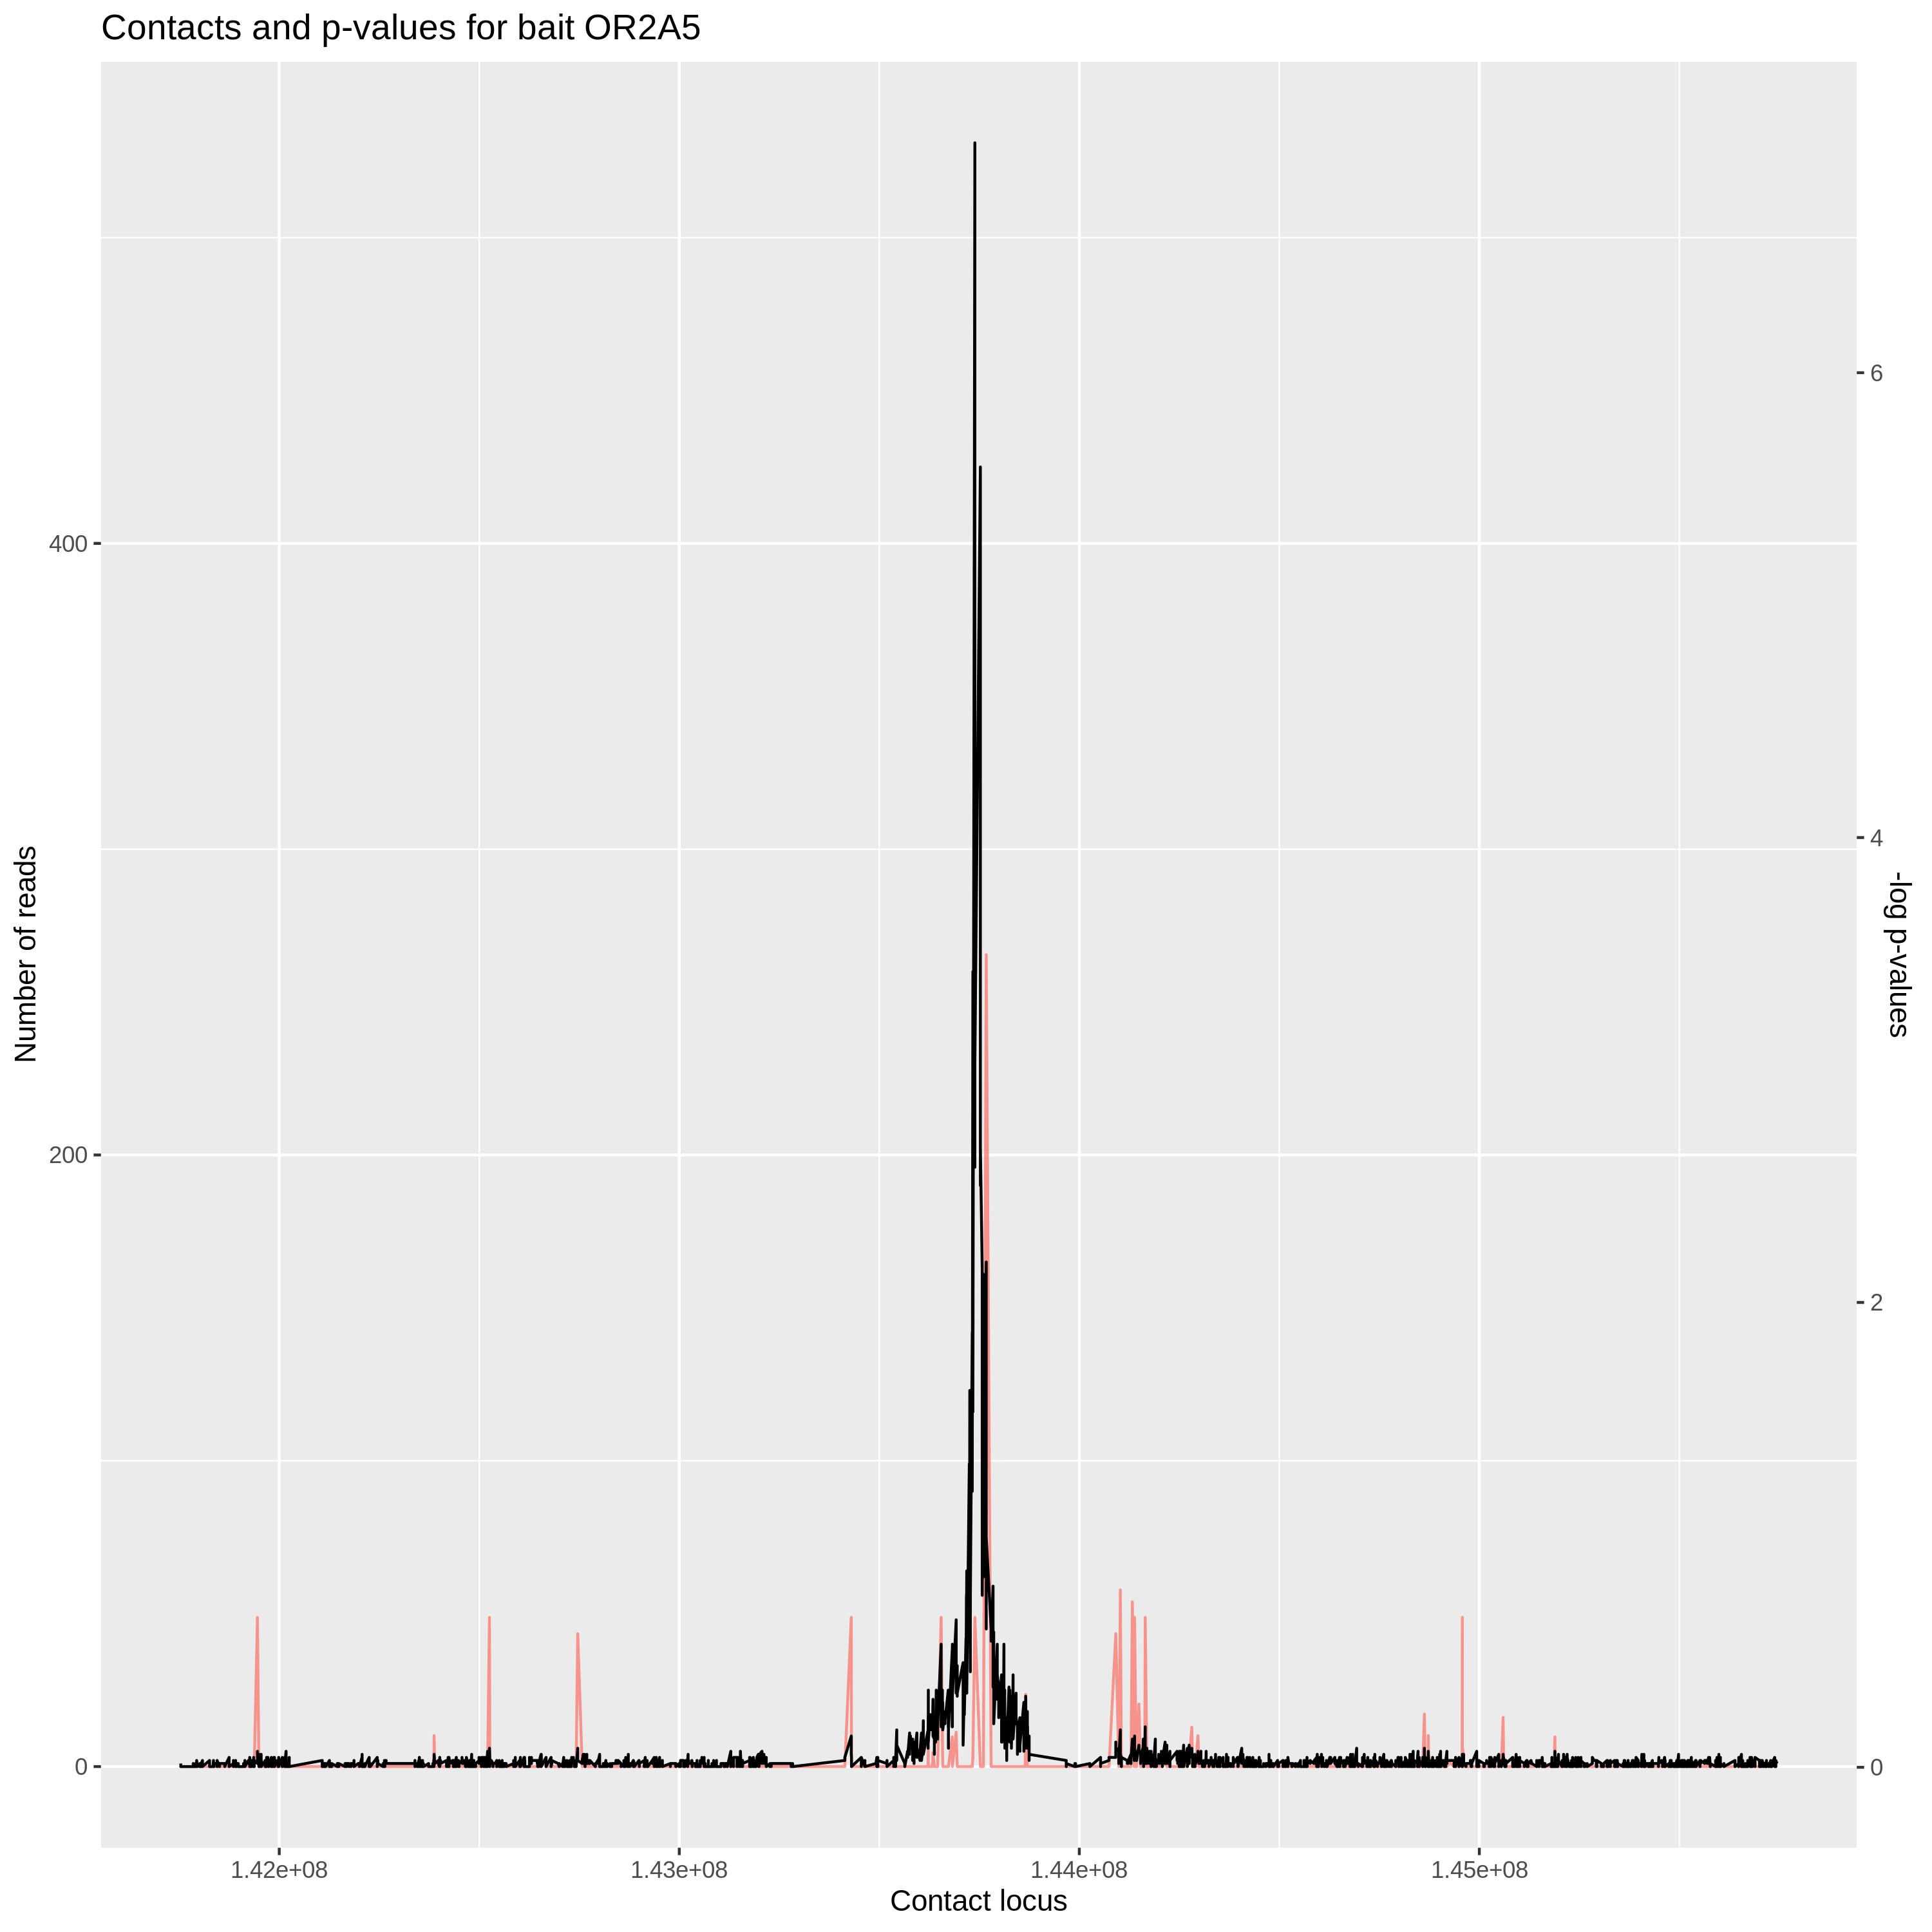 Contacts and p-values for bait OR2A5
Number of reads
400
200
0
6
4
2
0
-log p-values
1.42e+08
1.43e+08
1.44e+08
1.45e+08
Contact locus